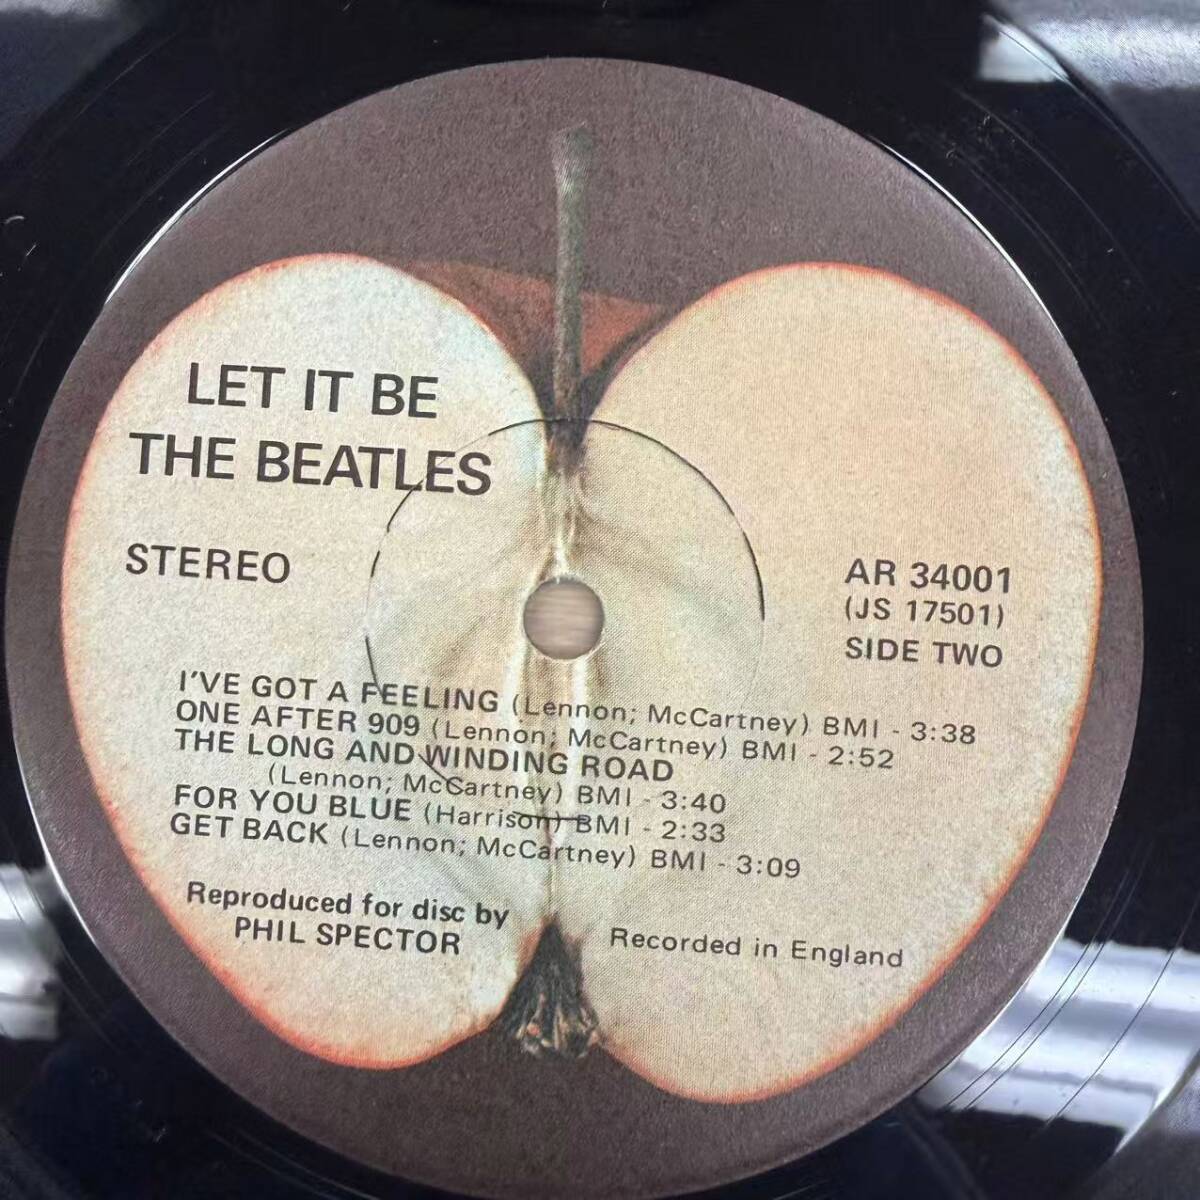 LET IT BE
THE BEATLES
STEREO
AR 34001
(JS 17501)
SIDE TWO
I'VE GOT A FEELING (Lennon; McCartney) BMI - 3:38
ONE AFTER 909 (Lennon; McCartney) BMI - 2:52
THE LONG AND WINDING ROAD
(Lennon; McCartney) BMI - 3:40
FOR YOU BLUE (Harrison) BMI - 2:33
GET BACK (Lennon; McCartney) BMI - 3:09
Reproduced for disc by
PHIL SPECTOR
Recorded in England